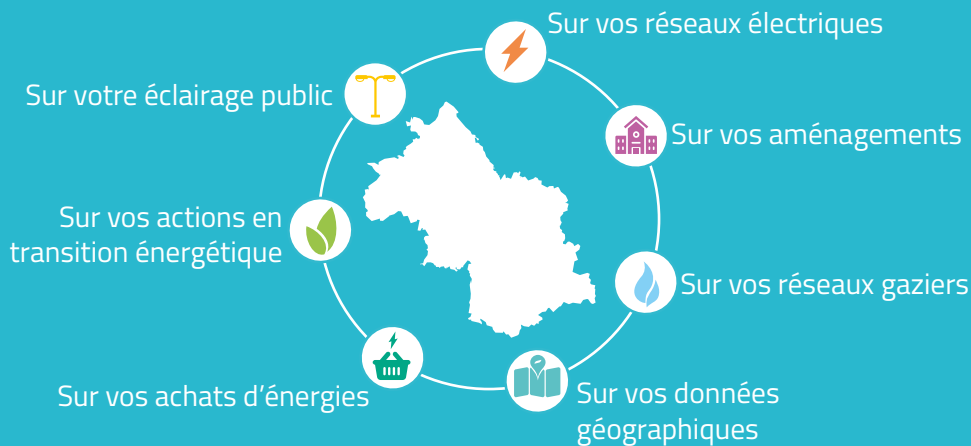 Sur vos réseaux électriques
Sur votre éclairage public
Sur vos aménagements
Sur vos actions en
transition énergétique
Sur vos réseaux gaziers
Sur vos achats d’énergies
Sur vos données
géographiques